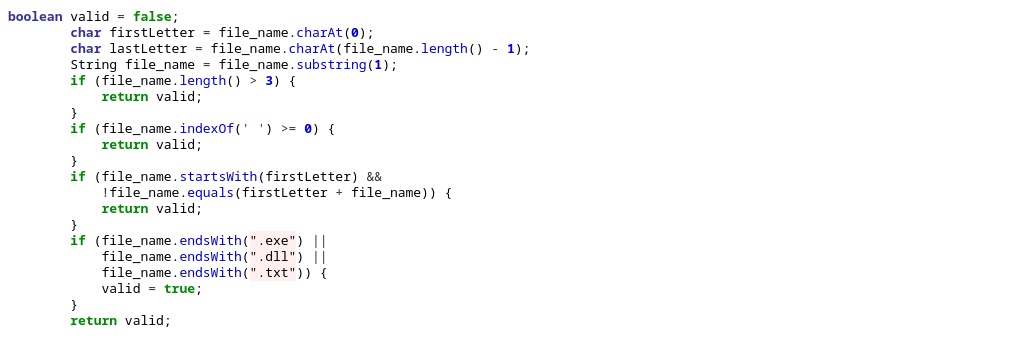 boolean valid = false;
        char firstLetter = file_name.charAt(0);
        char lastLetter = file_name.charAt(file_name.length() - 1);
        String file_name = file_name.substring(1);
        if (file_name.length() > 3) {
            return valid;
        }
        if (file_name.indexOf(' ') >= 0) {
            return valid;
        }
        if (file_name.startsWith(firstLetter) &&
            !file_name.equals(firstLetter + file_name)) {
            return valid;
        }
        if (file_name.endsWith(".exe") ||
            file_name.endsWith(".dll") ||
            file_name.endsWith(".txt")) {
            valid = true;
        }
        return valid;